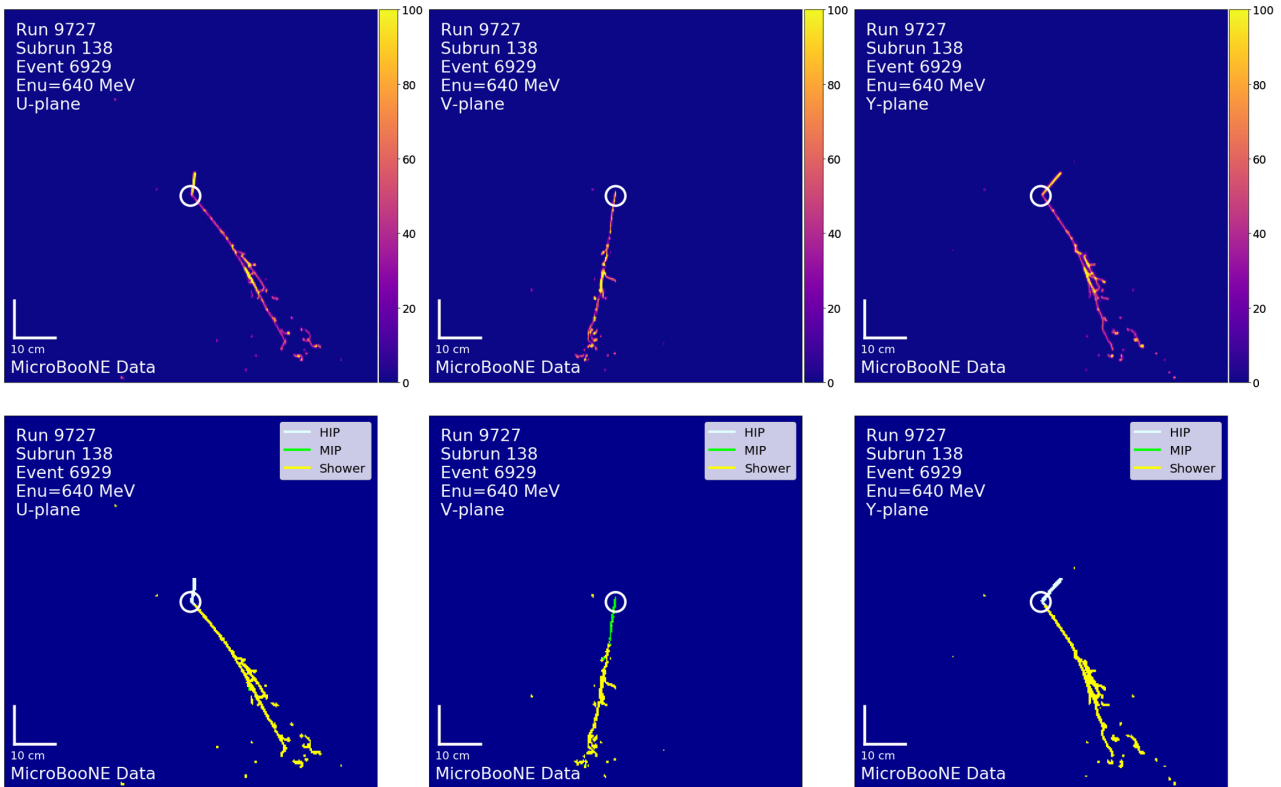 Run 9727
Subrun 138
Event 6929
Enu=640 MeV
U-plane
10 cm
MicroBooNE Data
100
80
60
40
20
0
Run 9727
Subrun 138
Event 6929
Enu=640 MeV
V-plane
10 cm
MicroBooNE Data
100
80
60
40
20
0
Run 9727
Subrun 138
Event 6929
Enu=640 MeV
Y-plane
10 cm
MicroBooNE Data
100
80
60
40
20
0
Run 9727
Subrun 138
Event 6929
Enu=640 MeV
U-plane
HIP
MIP
Shower
10 cm
MicroBooNE Data
Run 9727
Subrun 138
Event 6929
Enu=640 MeV
V-plane
HIP
MIP
Shower
10 cm
MicroBooNE Data
Run 9727
Subrun 138
Event 6929
Enu=640 MeV
Y-plane
HIP
MIP
Shower
10 cm
MicroBooNE Data